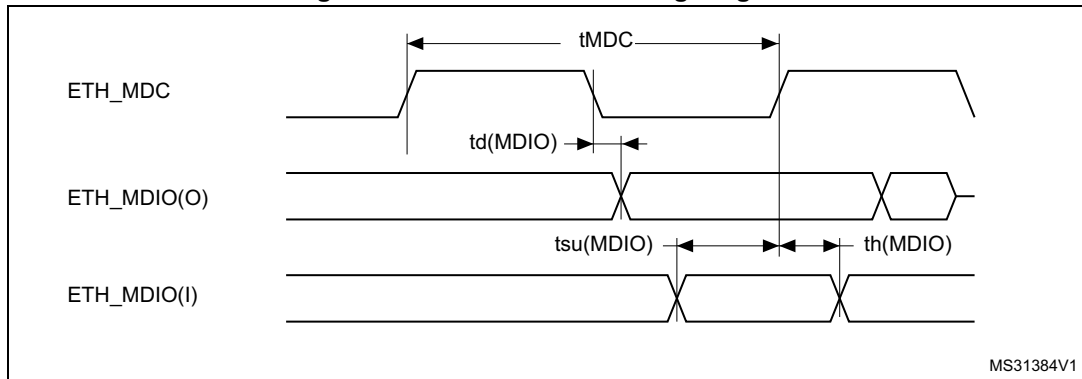 tMDC
ETH_MDC
td(MDIO)
ETH_MDIO(O)
tsu(MDIO)
th(MDIO)
ETH_MDIO(I)
MS31384V1